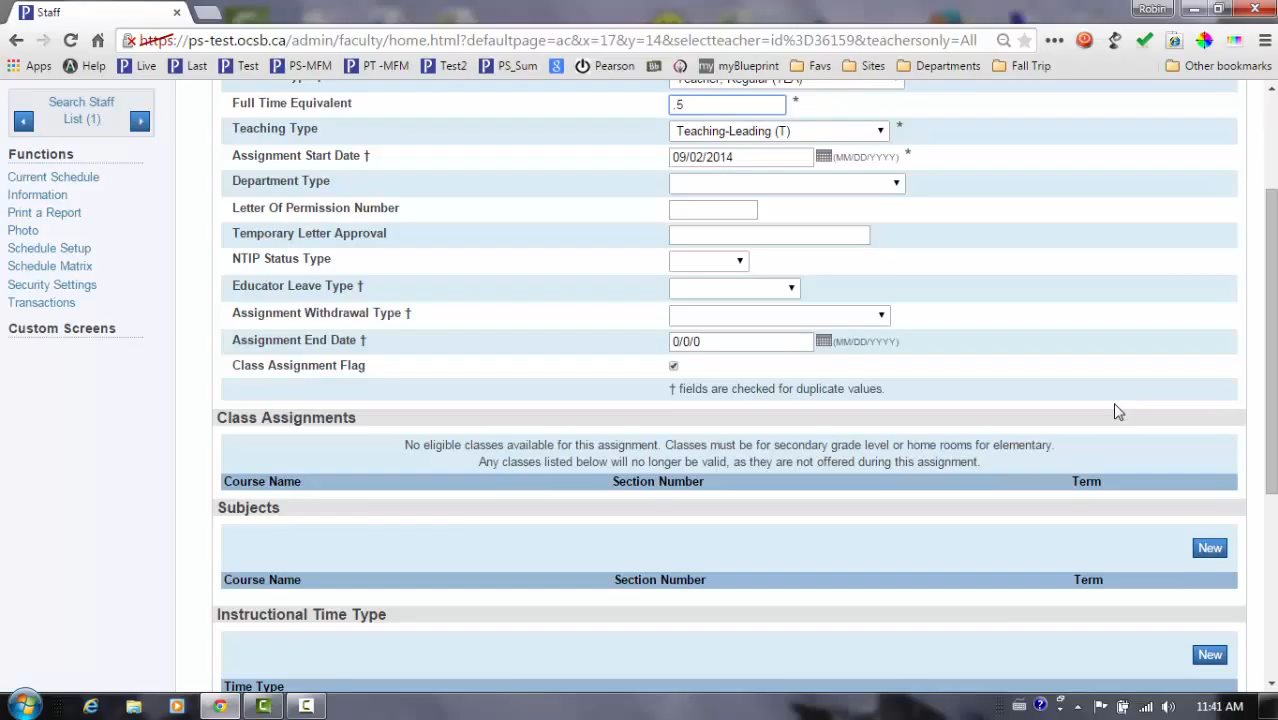 Staff
Robin
https://ps-test.ocsb.ca/admin/faculty/home.html?defaultpage=ac&x=17&y=14&selectteacher=id%3D36159&teachersonly=All
Apps Help Live Last Test PS-MFM PT -MFM Test2 PS_Sum Pearson Bb myBlueprint Favs Sites Departments Fall Trip Other bookmarks
Search Staff
List (1)
Functions
Current Schedule
Information
Print a Report
Photo
Schedule Setup
Schedule Matrix
Security Settings
Transactions
Custom Screens
Teacher, Regular (TEA)
Full Time Equivalent .5 *
Teaching Type Teaching-Leading (T) *
Assignment Start Date † 09/02/2014 (MM/DD/YYYY) *
Department Type
Letter Of Permission Number
Temporary Letter Approval
NTIP Status Type
Educator Leave Type †
Assignment Withdrawal Type †
Assignment End Date † 0/0/0 (MM/DD/YYYY)
Class Assignment Flag
† fields are checked for duplicate values.
Class Assignments
No eligible classes available for this assignment. Classes must be for secondary grade level or home rooms for elementary.
Any classes listed below will no longer be valid, as they are not offered during this assignment.
Course Name Section Number Term
Subjects
New
Course Name Section Number Term
Instructional Time Type
New
Time Type
11:41 AM